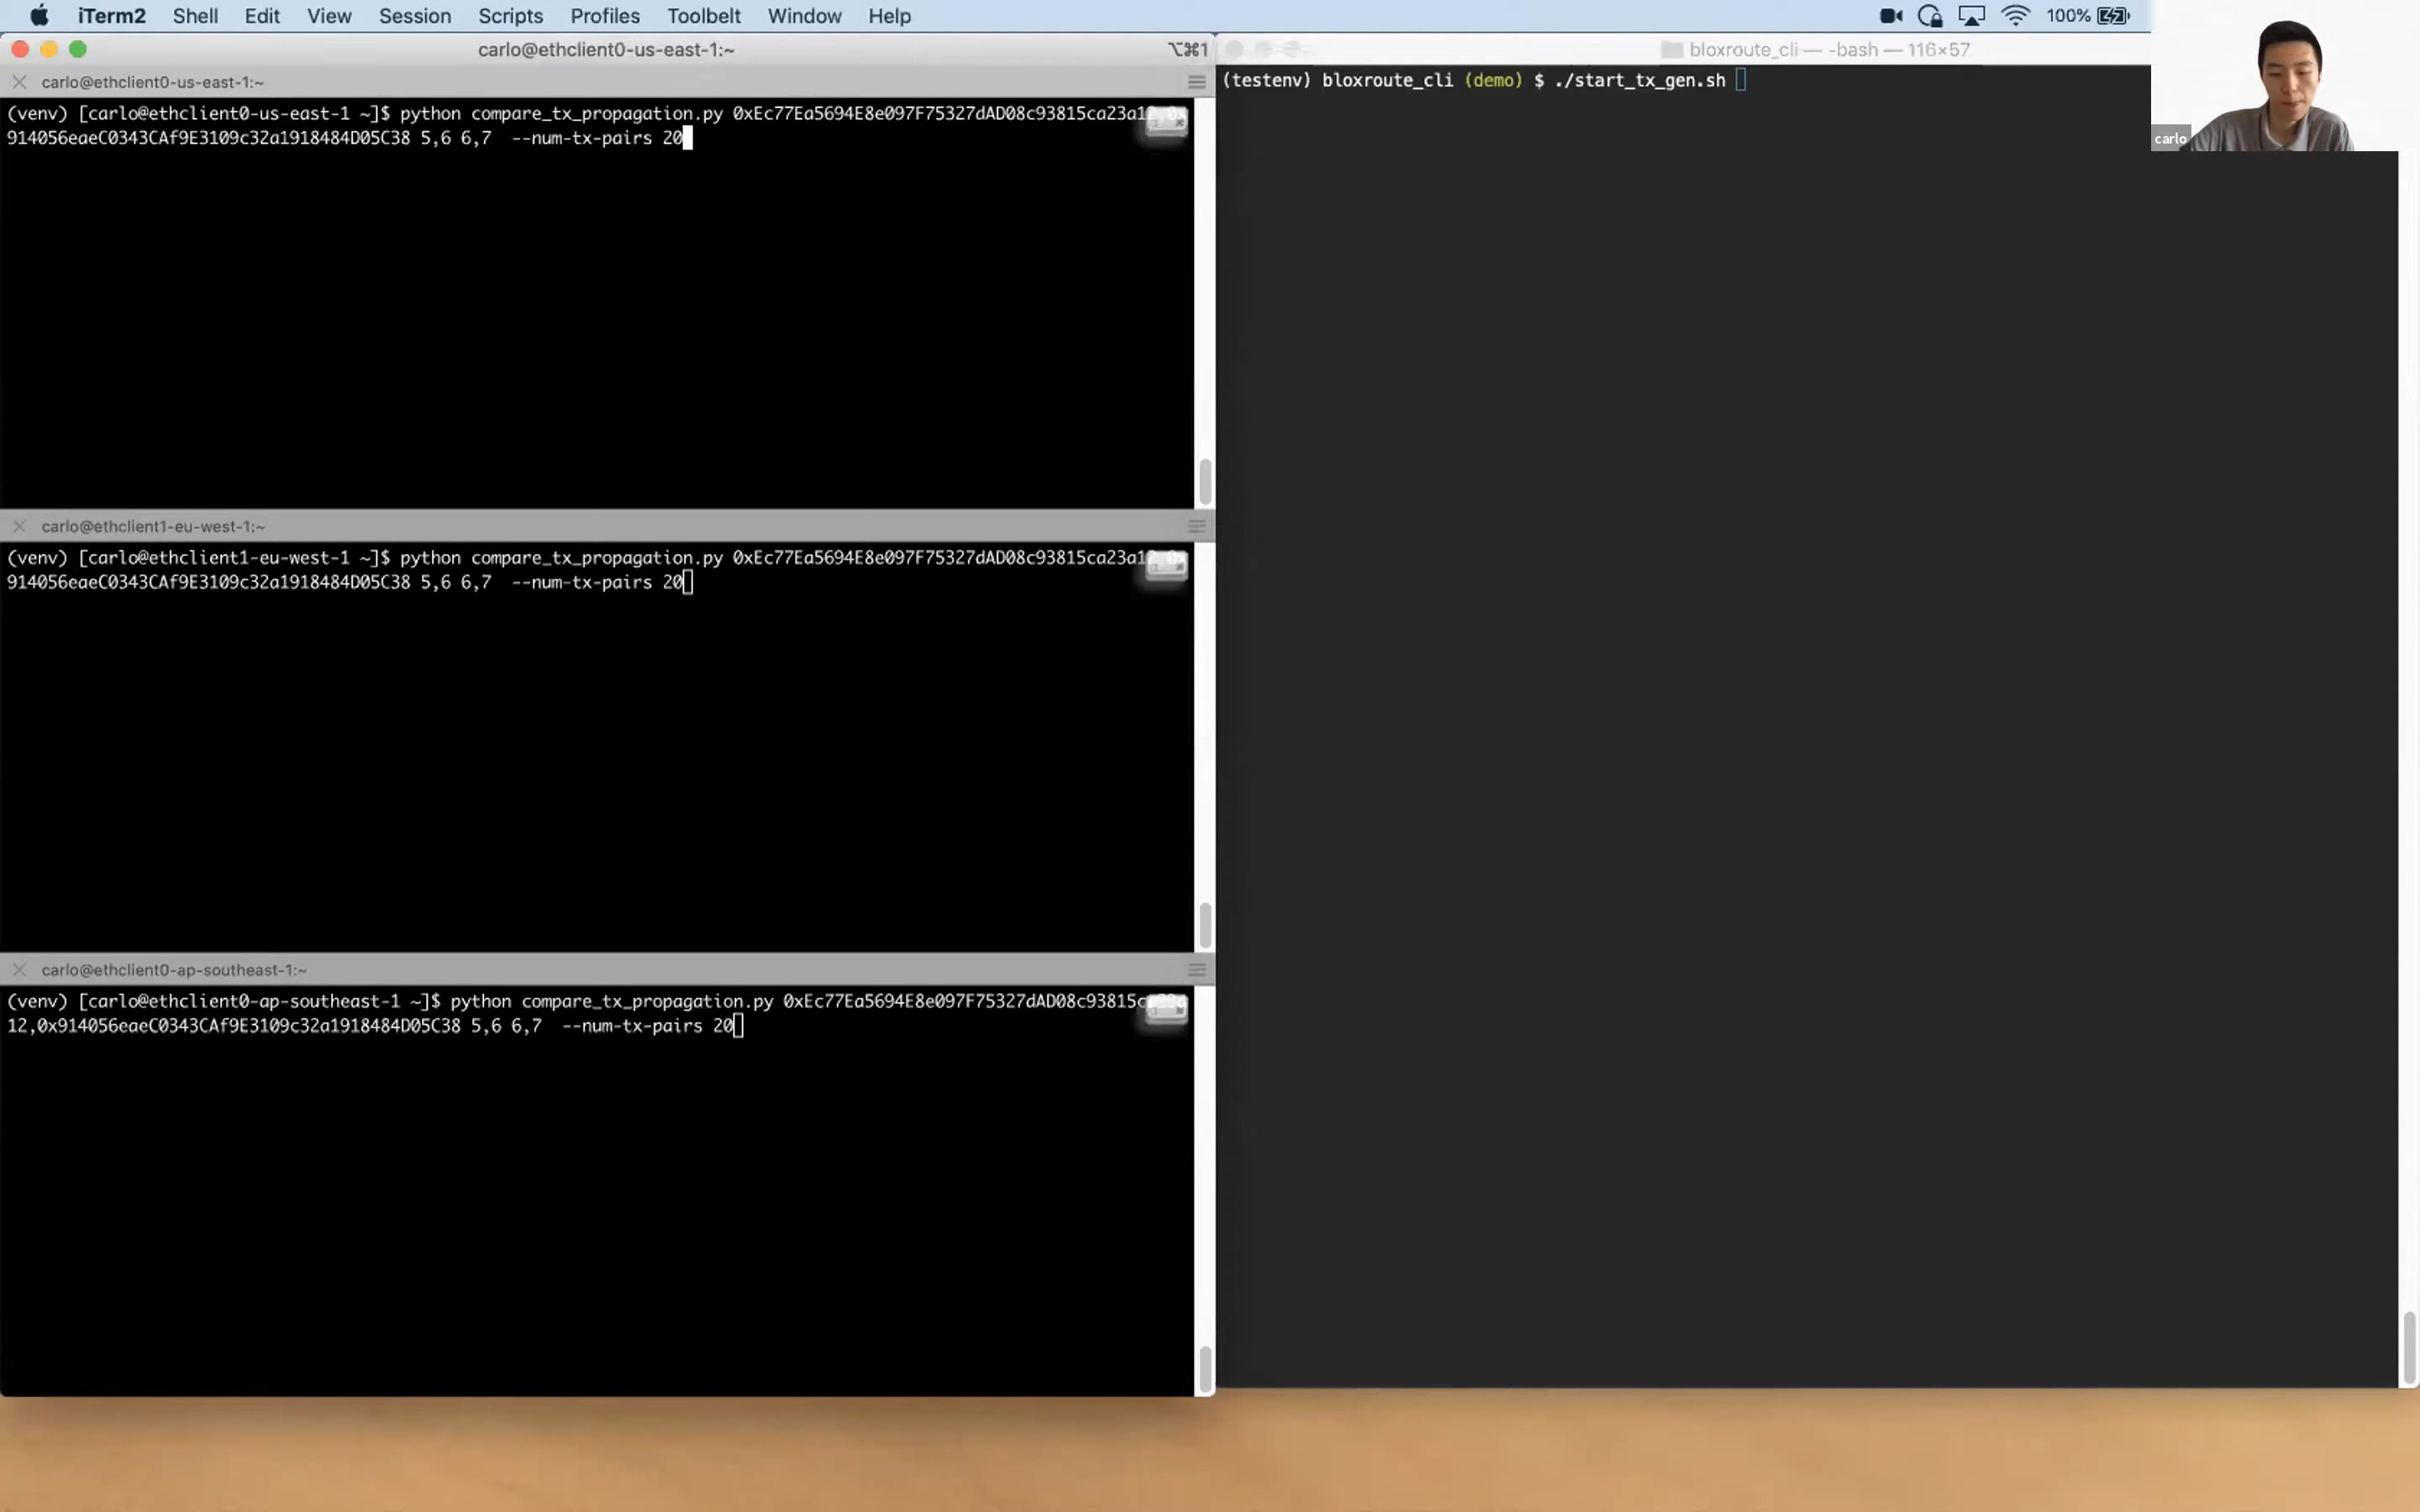 iTerm2 Shell Edit View Session Scripts Profiles Toolbelt Window Help 100%
carlo@ethclient0-us-east-1:~ ⌥⌘1
carlo@ethclient0-us-east-1:~
(venv) [carlo@ethclient0-us-east-1 ~]$ python compare_tx_propagation.py 0xEc77Ea5694E8e097F75327dAD08c93815ca23a12,0x
914056eaeC0343CAf9E3109c32a1918484D05C38 5,6 6,7  --num-tx-pairs 20
carlo@ethclient1-eu-west-1:~
(venv) [carlo@ethclient1-eu-west-1 ~]$ python compare_tx_propagation.py 0xEc77Ea5694E8e097F75327dAD08c93815ca23a12,0x
914056eaeC0343CAf9E3109c32a1918484D05C38 5,6 6,7  --num-tx-pairs 20
carlo@ethclient0-ap-southeast-1:~
(venv) [carlo@ethclient0-ap-southeast-1 ~]$ python compare_tx_propagation.py 0xEc77Ea5694E8e097F75327dAD08c93815ca23a
12,0x914056eaeC0343CAf9E3109c32a1918484D05C38 5,6 6,7  --num-tx-pairs 20
bloxroute_cli — -bash — 116×57
(testenv) bloxroute_cli (demo) $ ./start_tx_gen.sh
carlo